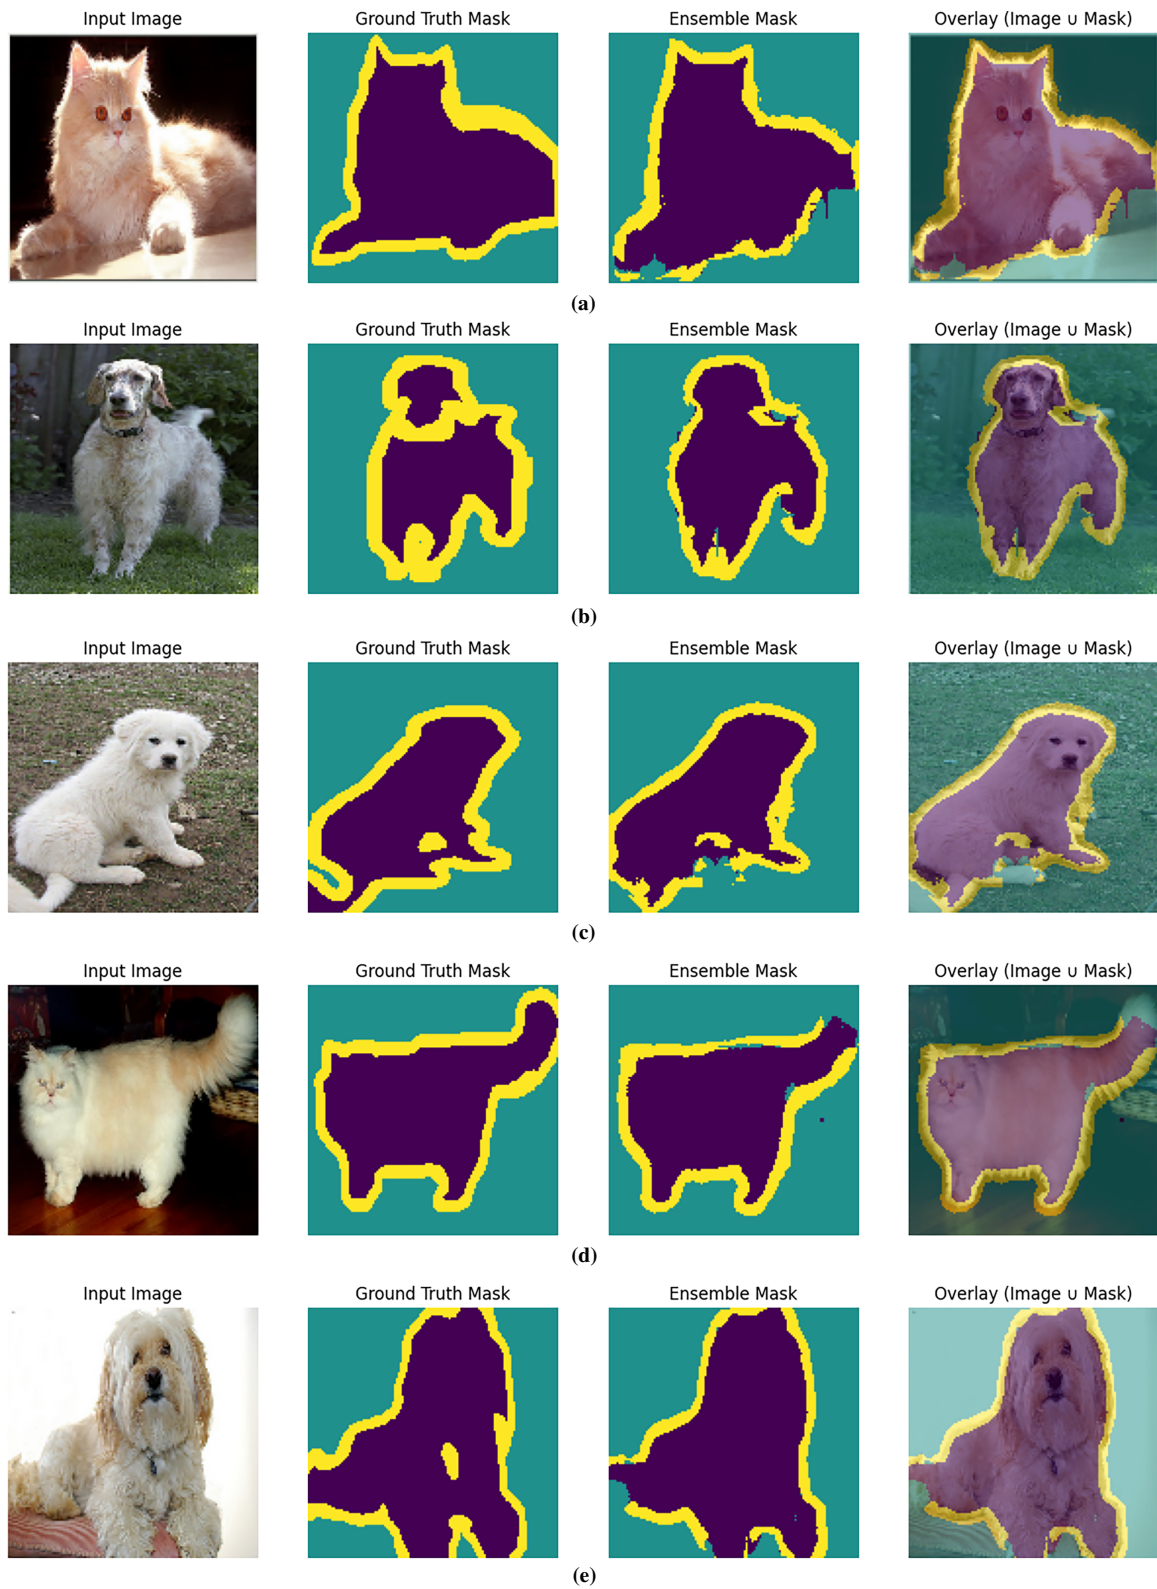 Input Image Ground Truth Mask Ensemble Mask Overlay (Image ∪ Mask)
(a)
Input Image Ground Truth Mask Ensemble Mask Overlay (Image ∪ Mask)
(b)
Input Image Ground Truth Mask Ensemble Mask Overlay (Image ∪ Mask)
(c)
Input Image Ground Truth Mask Ensemble Mask Overlay (Image ∪ Mask)
(d)
Input Image Ground Truth Mask Ensemble Mask Overlay (Image ∪ Mask)
(e)